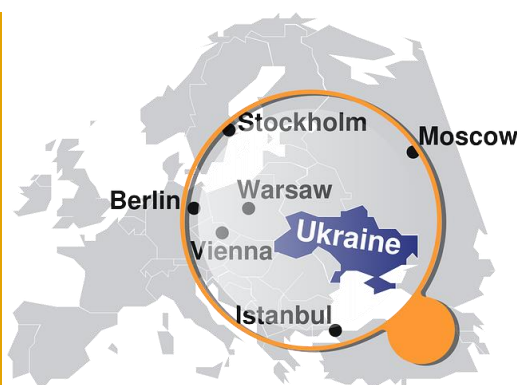 Stockholm
Moscow
Berlin
Warsaw
Ukraine
Vienna
Istanbul